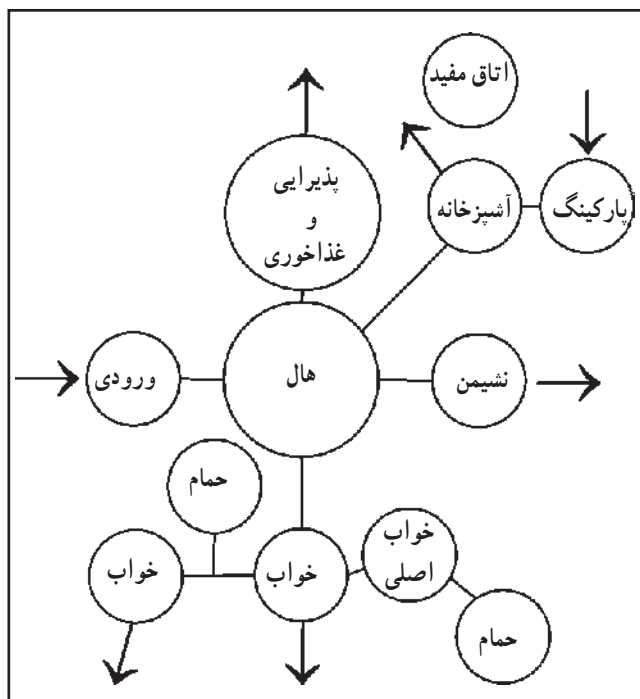 اتاق مفید
پذیرایی
و
غذاخوری
آشپزخانه
پارکینگ
ورودی
هال
نشیمن
حمام
خواب
خواب
خواب
اصلی
حمام